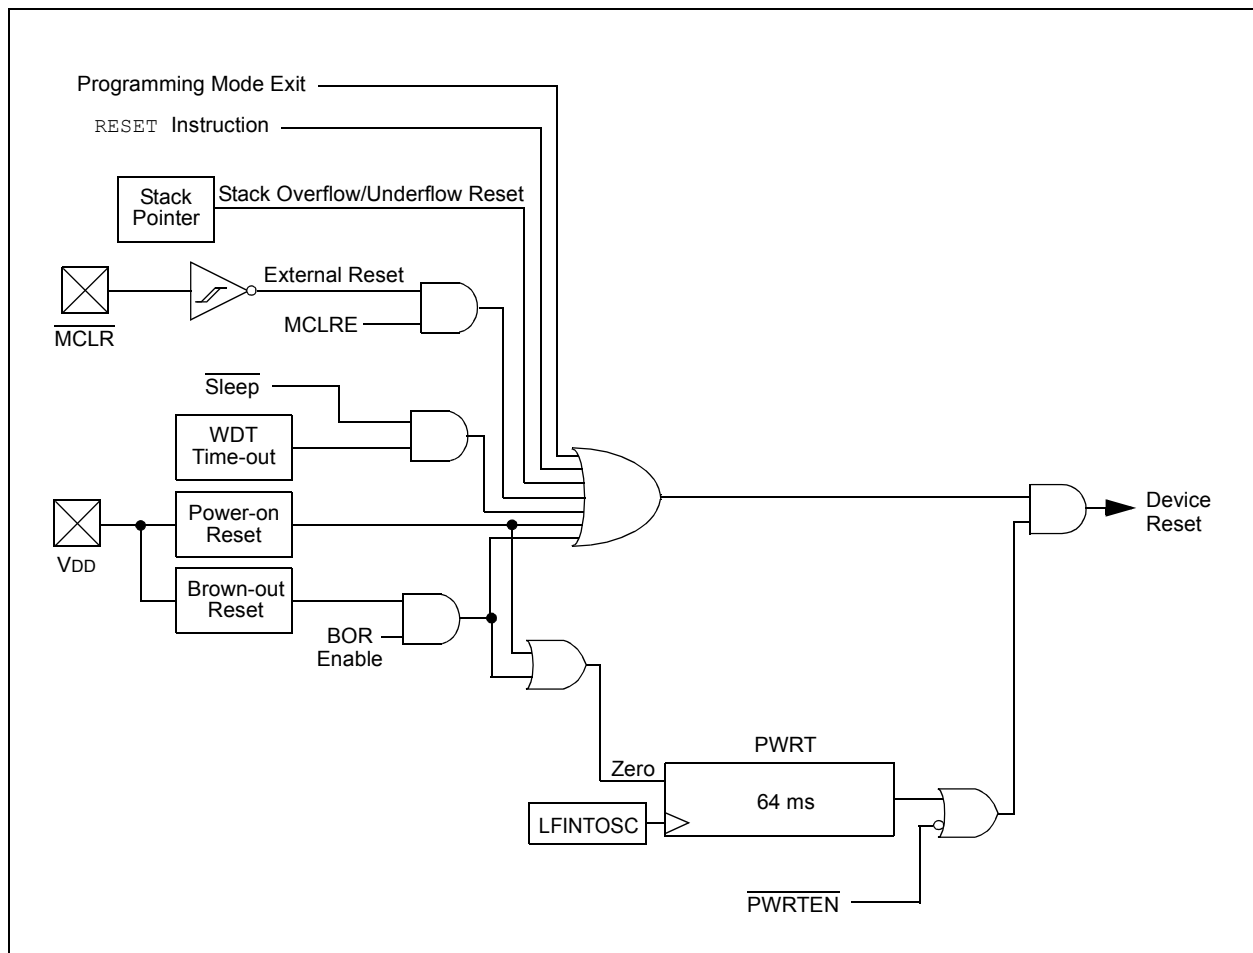 Programming Mode Exit
RESET Instruction
Stack
Pointer
Stack Overflow/Underflow Reset
External Reset
MCLR
MCLRE
Sleep
WDT
Time-out
Power-on
Reset
VDD
Brown-out
Reset
BOR
Enable
Device
Reset
PWRT
Zero
64 ms
LFINTOSC
PWRTEN